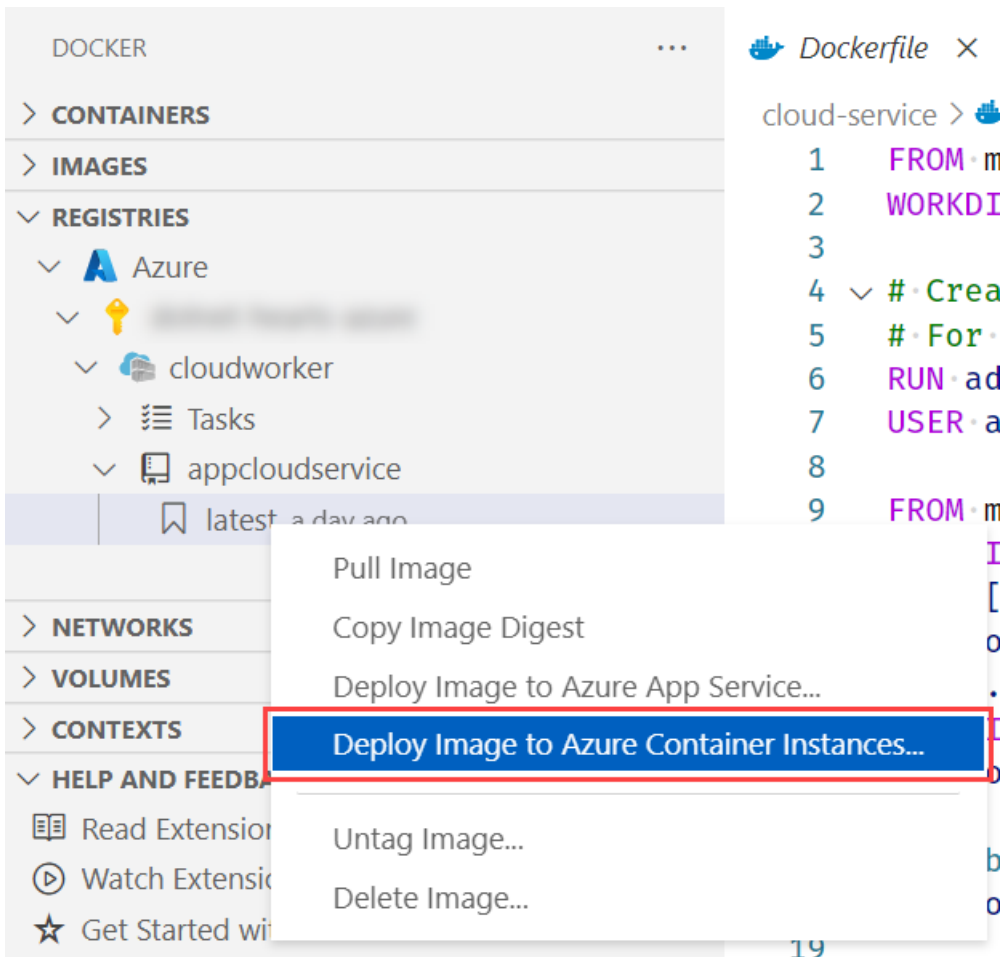 DOCKER
CONTAINERS
IMAGES
REGISTRIES
Azure
cloudworker
Tasks
appcloudservice
latest a day ago
Pull Image
Copy Image Digest
Deploy Image to Azure App Service...
Deploy Image to Azure Container Instances...
Untag Image...
Delete Image...
NETWORKS
VOLUMES
CONTEXTS
HELP AND FEEDBA
Read Extension
Watch Extensio
Get Started wi
Dockerfile
cloud-service >
1 FROM m
2 WORKDI
3
4 # Crea
5 # For
6 RUN ad
7 USER a
8
9 FROM m
I
[
o
.
I
o
b
o
19